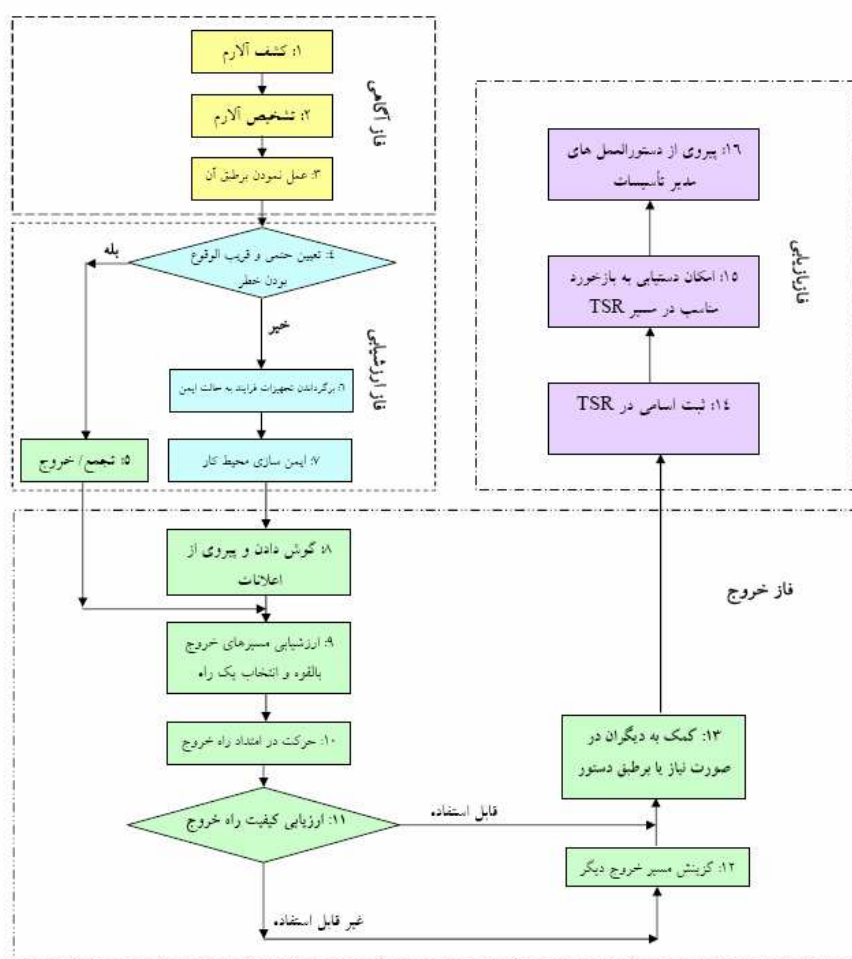 ۱: کشف آلارم
۲: تشخیص آلارم
۳: عمل نمودن برطبق آن
فاز آگاهی
۴: تعیین حتمی و قریب الوقوع
بودن خطر
بله
خیر
۶: برگرداندن تجهیزات فرایند به حالت ایمن
۵: تجمع/ خروج
۷: ایمن سازی محیط کار
فاز ارزشیابی
۸: گوش دادن و پیروی از
اعلانات
۹: ارزشیابی مسیرهای خروج
بالقوه و انتخاب یک راه
۱۰: حرکت در امتداد راه خروج
۱۱: ارزیابی کیفیت راه خروج
قابل استفاده
غیر قابل استفاده
۱۲: گزینش مسیر خروج دیگر
۱۳: کمک به دیگران در
صورت نیاز یا برطبق دستور
فاز خروج
۱۴: ثبت اسامی در TSR
۱۵: امکان دستیابی به بازخورد
مناسب در مسیر TSR
۱۶: پیروی از دستورالعمل های
مدیر تأسیسات
فازبازیابی